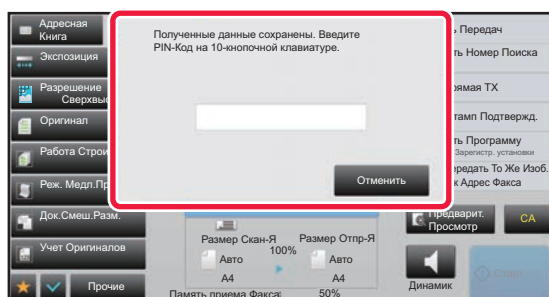 Адресная
Книга
Экспозиция
Разрешение
Сверхвыс
Оригинал
Работа Строи
Реж. Медл.Пр
Док.Смеш.Разм.
Учет Оригиналов
Прочие
Полученные данные сохранены. Введите
PIN-Код на 10-кнопочной клавиатуре.
Отменить
Размер Скан-Я
100%
Размер Отпр-Я
Авто
Авто
A4
A4
Память приема Факса:
50%
ь Передач
ть Номер Поиска
рямая TX
тамп Подтвержд.
ть Программу
Зарегистр. установки
ередать То Же Изоб.
к Адрес Факса
Предварит.
Просмотр
CA
Динамик
Старт